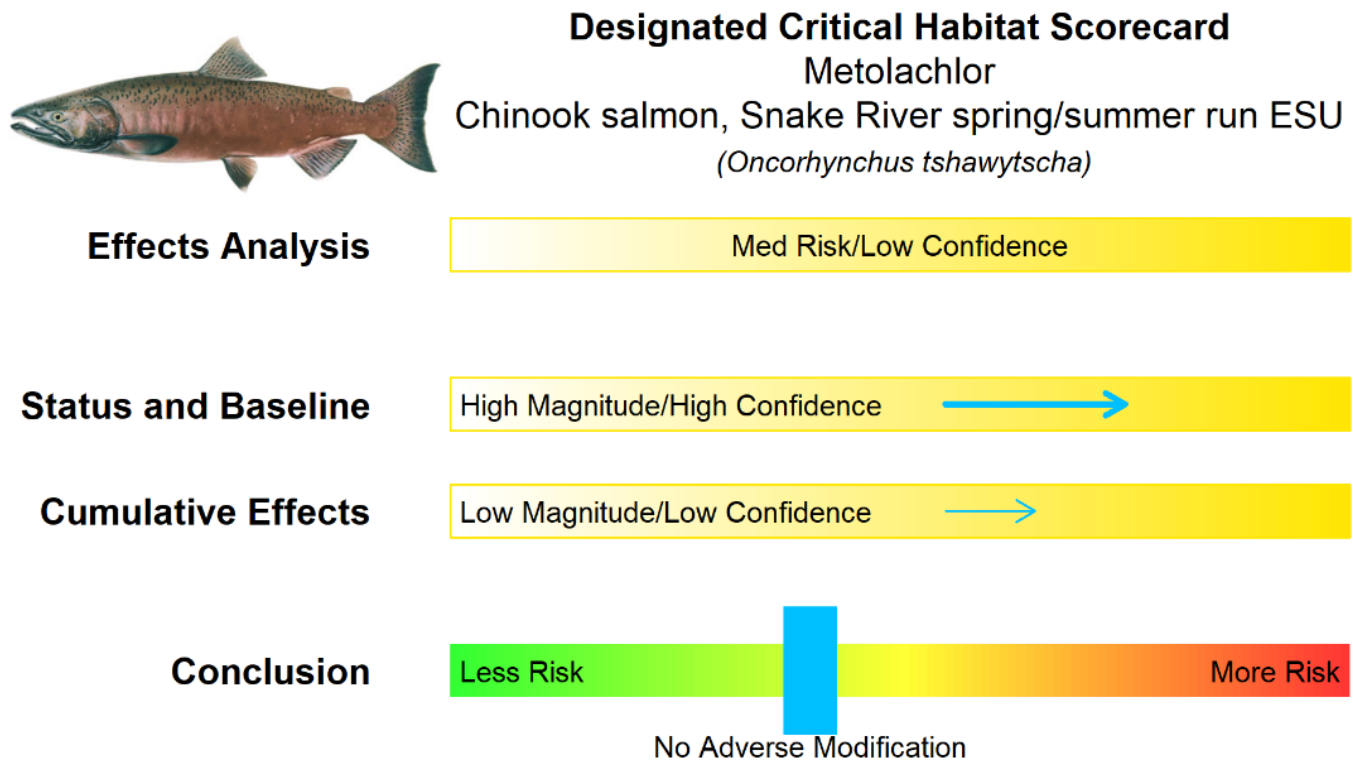 Designated Critical Habitat Scorecard
Metolachlor
Chinook salmon, Snake River spring/summer run ESU
(Oncorhynchus tshawytscha)
Effects Analysis
Med Risk/Low Confidence
Status and Baseline
High Magnitude/High Confidence
Cumulative Effects
Low Magnitude/Low Confidence
Conclusion
Less Risk
More Risk
No Adverse Modification